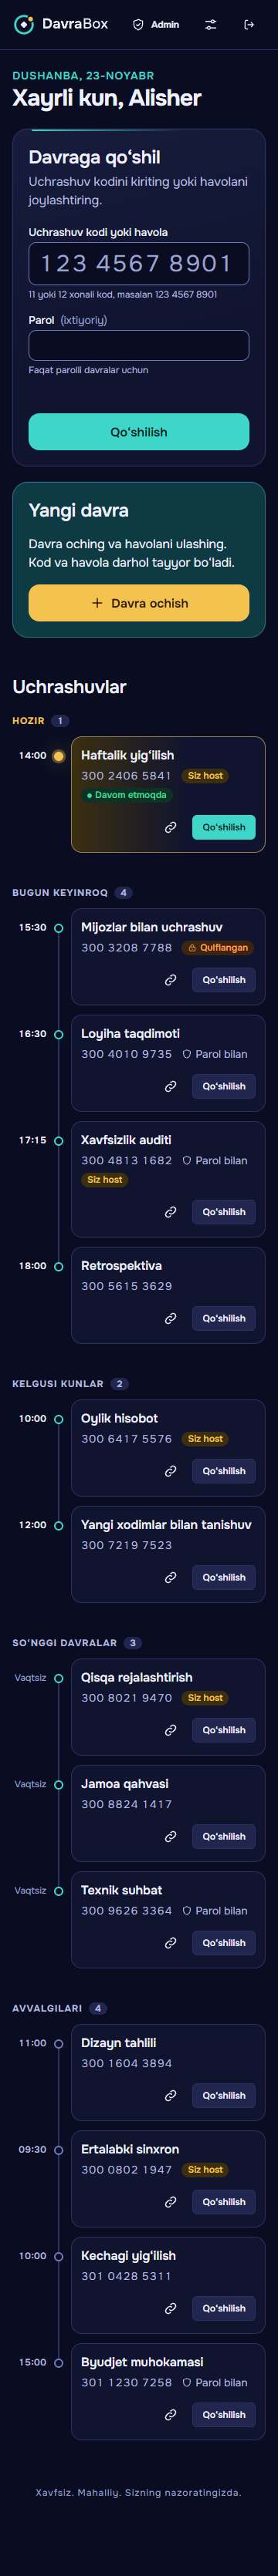 DavraBox Admin
DUSHANBA, 23-NOYABR
Xayrli kun, Alisher
Davraga qo‘shil
Uchrashuv kodini kiriting yoki havolani
joylashtiring.
Uchrashuv kodi yoki havola
123 4567 8901
11 yoki 12 xonali kod, masalan 123 4567 8901
Parol (ixtiyoriy)
Faqat parolli davralar uchun
Qo‘shilish
Yangi davra
Davra oching va havolani ulashing.
Kod va havola darhol tayyor bo‘ladi.
+ Davra ochish
Uchrashuvlar
HOZIR 1
14:00 Haftalik yig‘ilish
300 2406 5841 Siz host
Davom etmoqda
Qo‘shilish
BUGUN KEYINROQ 4
15:30 Mijozlar bilan uchrashuv
300 3208 7788 Qulflangan
Qo‘shilish
16:30 Loyiha taqdimoti
300 4010 9735 Parol bilan
Qo‘shilish
17:15 Xavfsizlik auditi
300 4813 1682 Parol bilan
Siz host
Qo‘shilish
18:00 Retrospektiva
300 5615 3629
Qo‘shilish
KELGUSI KUNLAR 2
10:00 Oylik hisobot
300 6417 5576 Siz host
Qo‘shilish
12:00 Yangi xodimlar bilan tanishuv
300 7219 7523
Qo‘shilish
SO‘NGGI DAVRALAR 3
Vaqtsiz Qisqa rejalashtirish
300 8021 9470 Siz host
Qo‘shilish
Vaqtsiz Jamoa qahvasi
300 8824 1417
Qo‘shilish
Vaqtsiz Texnik suhbat
300 9626 3364 Parol bilan
Qo‘shilish
AVVALGILARI 4
11:00 Dizayn tahlili
300 1604 3894
Qo‘shilish
09:30 Ertalabki sinxron
300 0802 1947 Siz host
Qo‘shilish
10:00 Kechagi yig‘ilish
301 0428 5311
Qo‘shilish
15:00 Byudjet muhokamasi
301 1230 7258 Parol bilan
Qo‘shilish
Xavfsiz. Mahalliy. Sizning nazoratingizda.